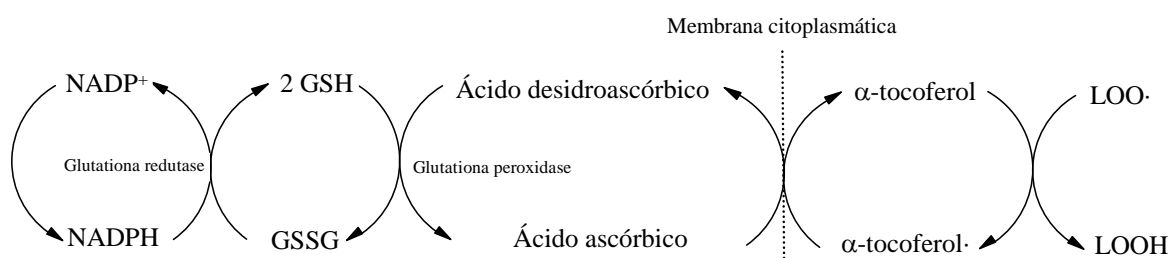 Membrana citoplasmática
NADP+ 2 GSH Ácido desidroascórbico α-tocoferol LOO·
Glutationa redutase Glutationa peroxidase
NADPH GSSG Ácido ascórbico α-tocoferol· LOOH